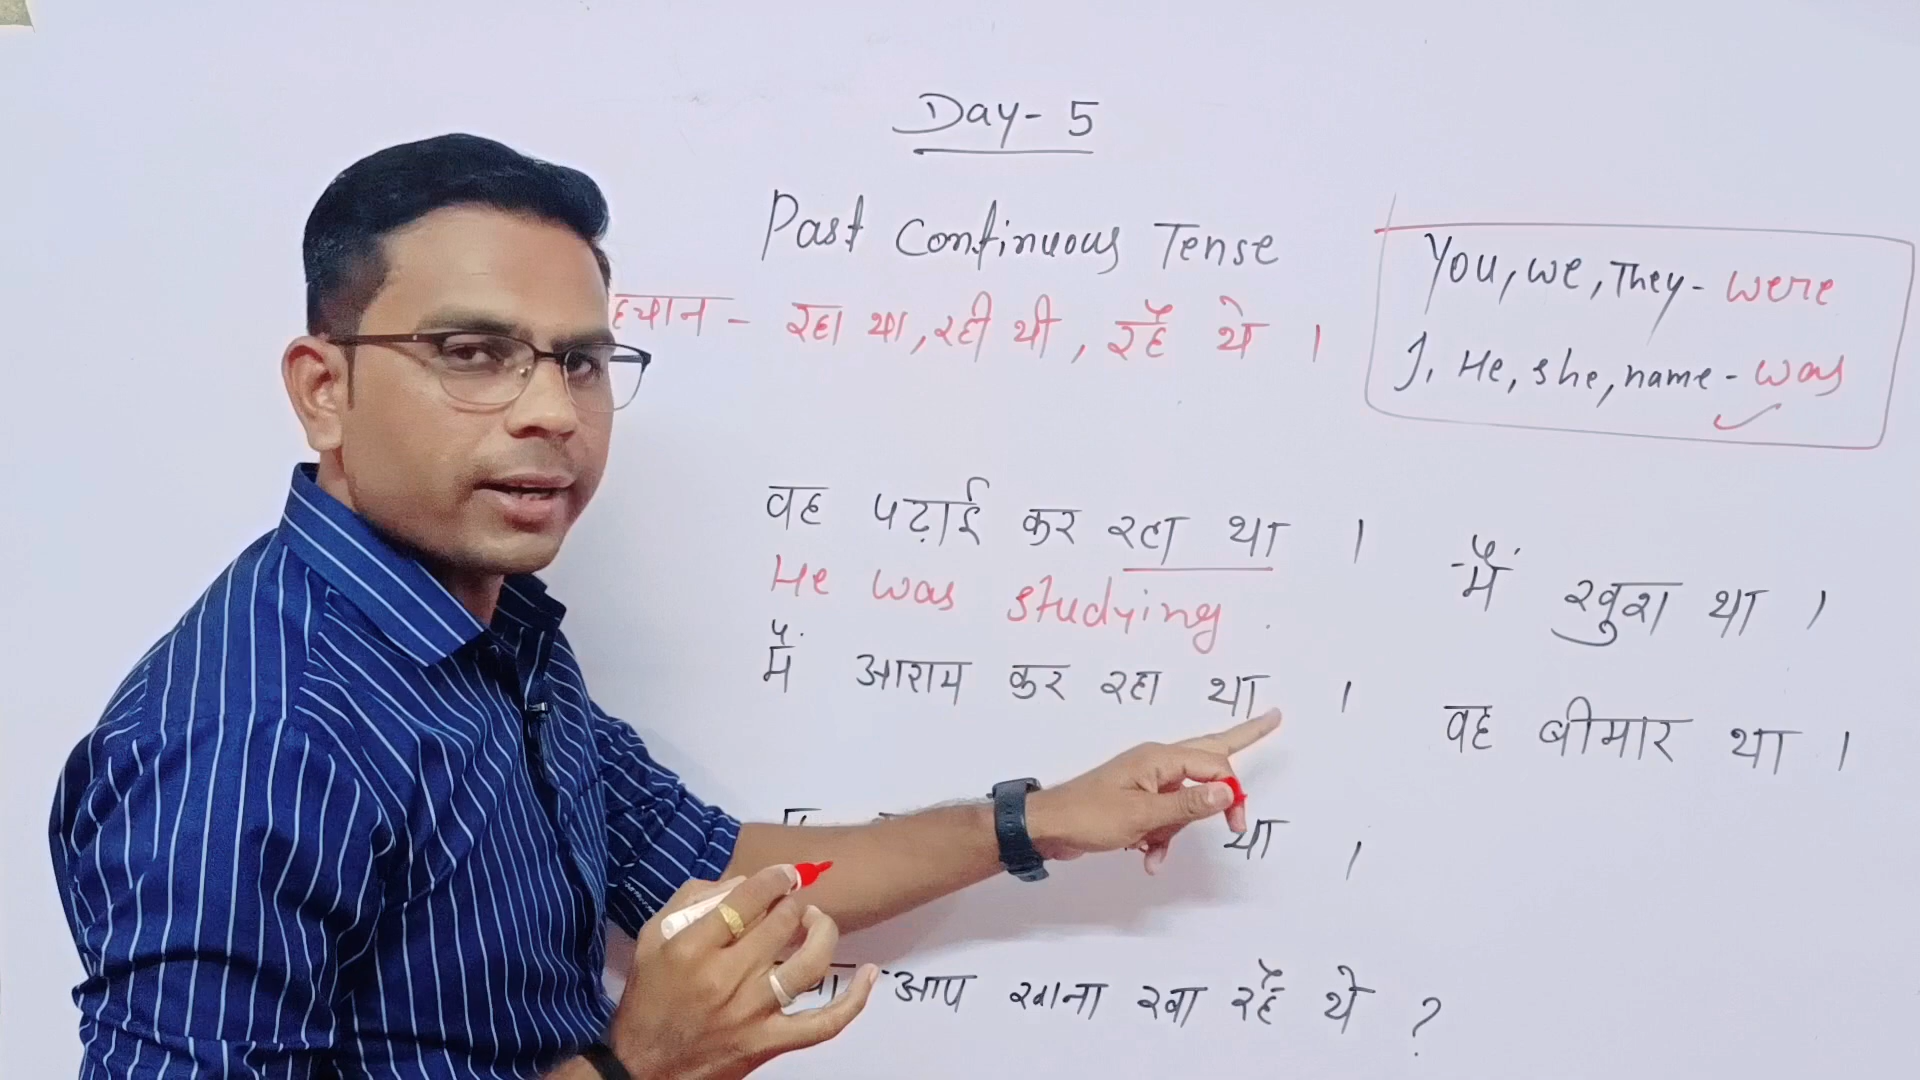 Day- 5
Past Continuous Tense
हचान - रहा था, रही थी, रहे थे ।
You, we, They - were
I, He, she, name - was
वह पढ़ाई कर रहा था ।
He was studying.
मैं आराम कर रहा था ।
था ।
आप खाना खा रहे थे ?
मैं खुश था ।
वह बीमार था ।